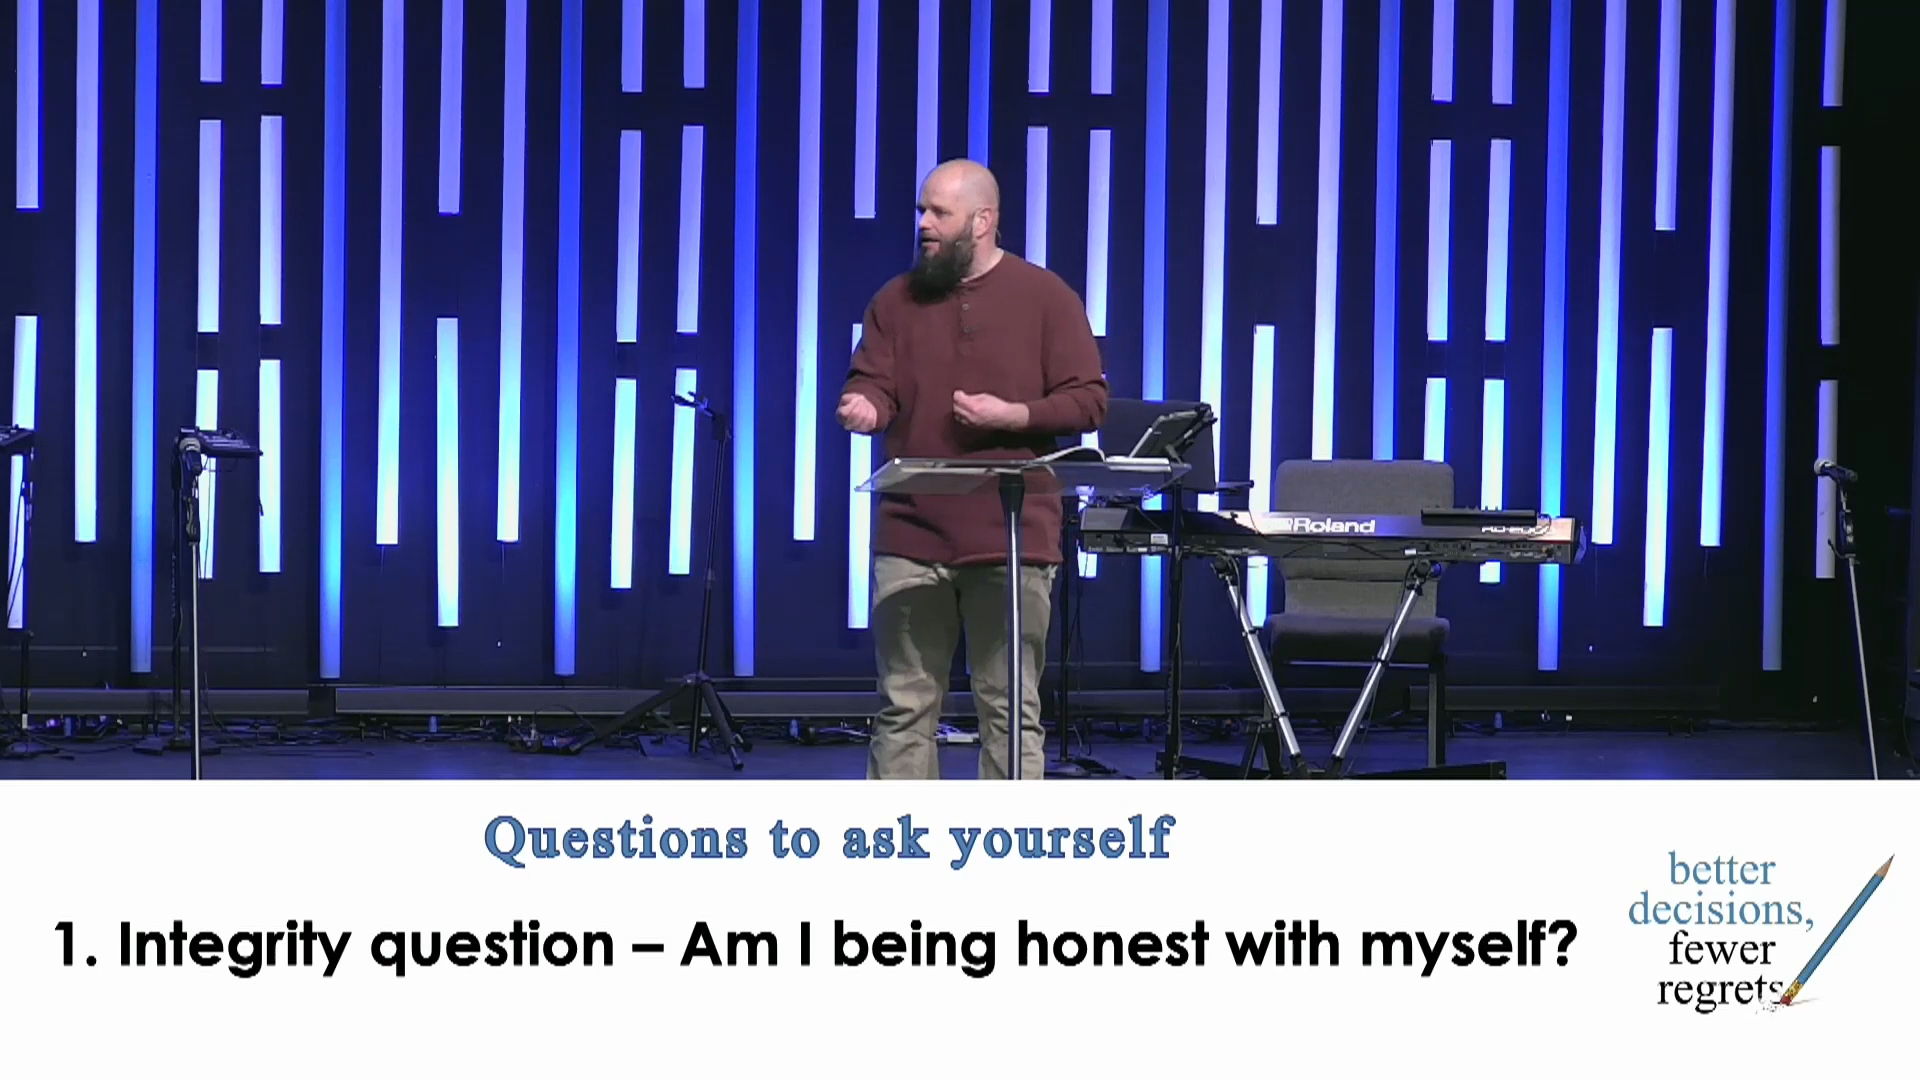 Roland
Questions to ask yourself
1. Integrity question – Am I being honest with myself?
better
decisions,
fewer
regrets